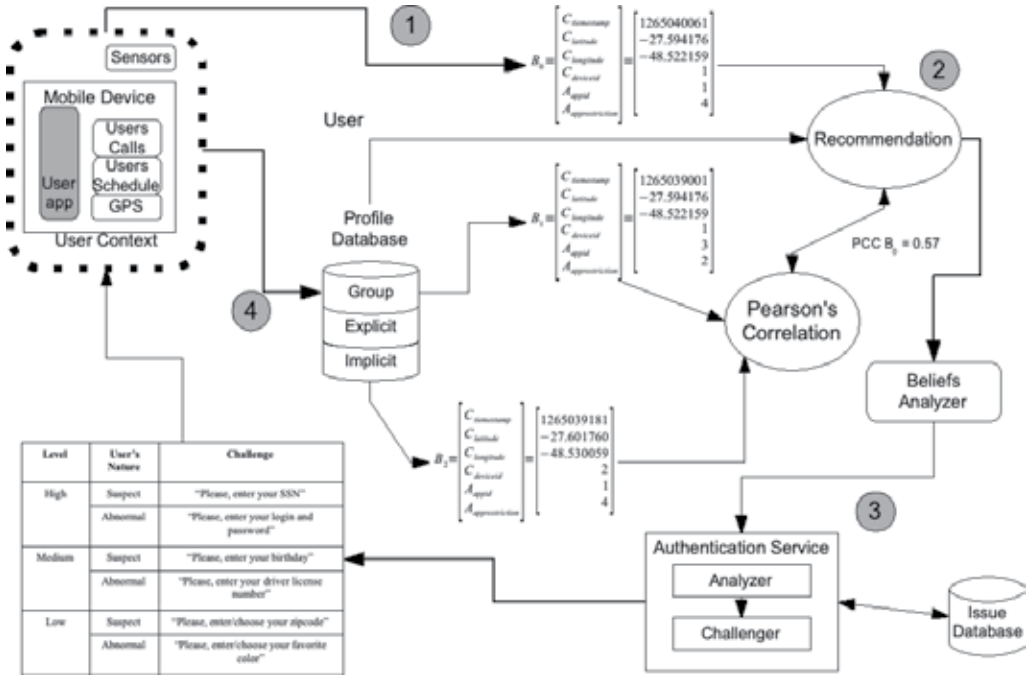 1
Sensors
Mobile Device
Users
Calls
Users
Schedule
GPS
User
app
User Context
User
B0 = [C timestamp C latitude C longitude C deviceid A appid A apprestriction] = [1265040061 −27.594176 −48.522159 1 1 4]
2
Recommendation
Profile
Database
Group
Explicit
Implicit
4
B1 = [C timestamp C latitude C longitude C deviceid A appid A apprestriction] = [1265039001 −27.594176 −48.522159 1 3 2]
PCC B0 = 0.57
Pearson's
Correlation
Beliefs
Analyzer
B2 = [C timestamp C latitude C longitude C deviceid A appid A apprestriction] = [1265039181 −27.601760 −48.530059 2 1 4]
3
Authentication Service
Analyzer
Challenger
Issue
Database
Level User's Nature Challenge
High Suspect "Please, enter your SSN"
Abnormal "Please, enter your login and
password"
Medium Suspect "Please, enter your birthday"
Abnormal "Please, enter your driver license
number"
Low Suspect "Please, enter/choose your zipcode"
Abnormal "Please, enter/choose your favorite
color"